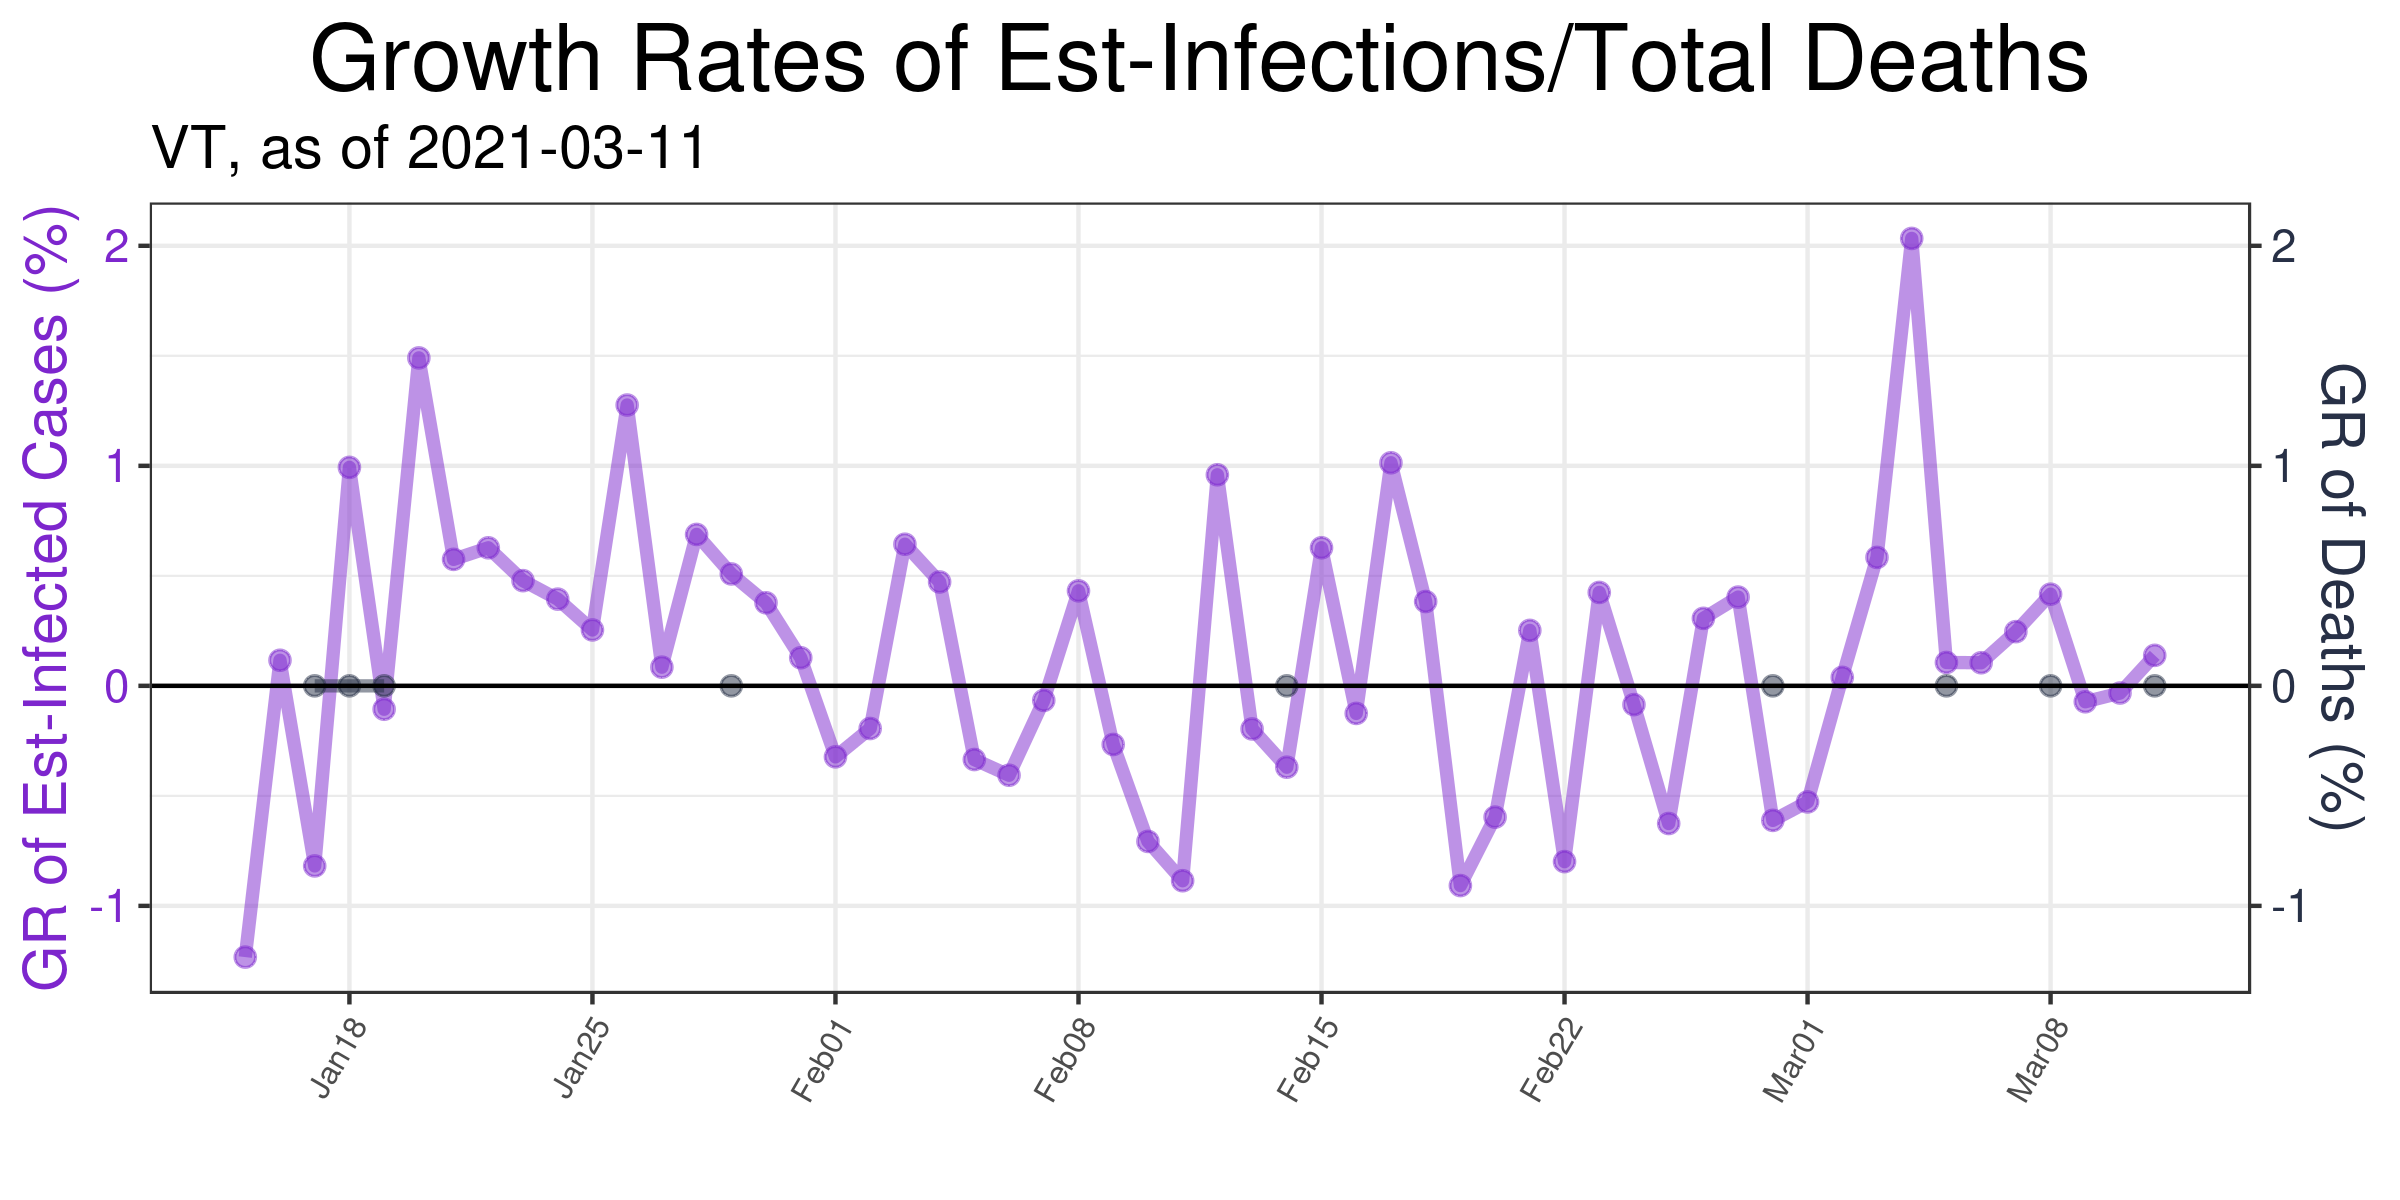 Growth Rates of Est-Infections/Total Deaths
VT, as of 2021-03-11
GR of Est-Infected Cases (%)
2
1
0
-1
2
1
0
-1
GR of Deaths (%)
Jan18
Jan25
Feb01
Feb08
Feb15
Feb22
Mar01
Mar08